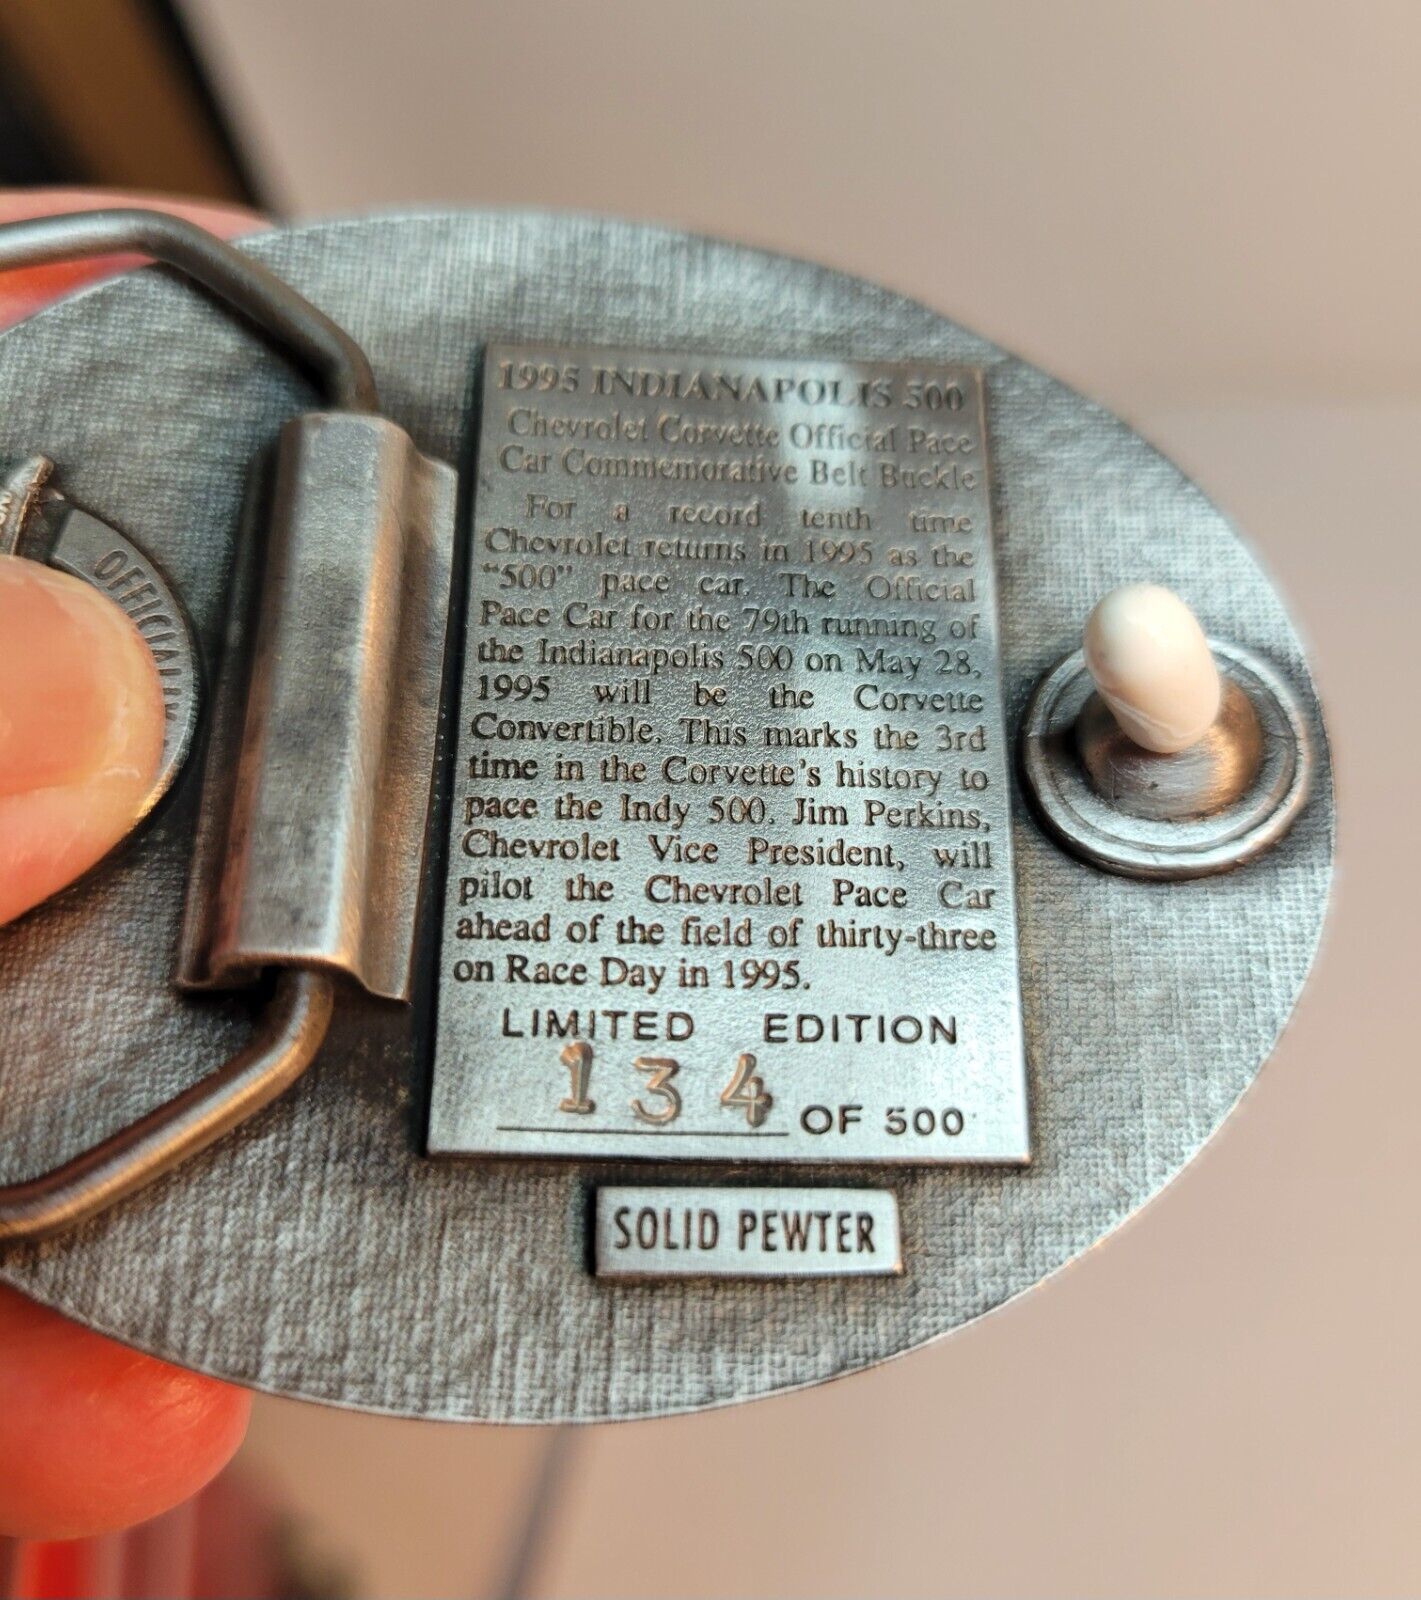 1995 INDIANAPOLIS 500
Chevrolet Corvette Official Pace
Car Commemorative Belt Buckle
For a record tenth time
Chevrolet returns in 1995 as the
"500" pace car. The Official
Pace Car for the 79th running of
the Indianapolis 500 on May 28,
1995 will be the Corvette
Convertible. This marks the 3rd
time in the Corvette's history to
pace the Indy 500. Jim Perkins,
Chevrolet Vice President, will
pilot the Chevrolet Pace Car
ahead of the field of thirty-three
on Race Day in 1995.
LIMITED EDITION
134 OF 500
SOLID PEWTER
OFFICIALLY